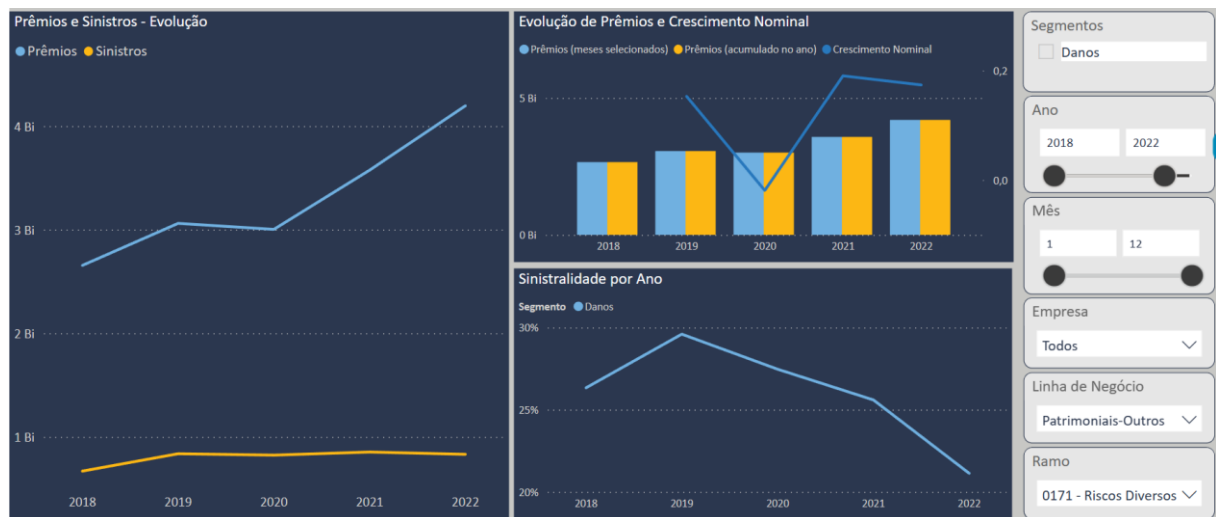 Prêmios e Sinistros - Evolução
Prêmios Sinistros
4 Bi
3 Bi
2 Bi
1 Bi
2018 2019 2020 2021 2022
Evolução de Prêmios e Crescimento Nominal
Prêmios (meses selecionados) Prêmios (acumulado no ano) Crescimento Nominal
5 Bi
0 Bi
0,2
0,0
2018 2019 2020 2021 2022
Sinistralidade por Ano
Segmento Danos
30%
25%
20%
2018 2019 2020 2021 2022
Segmentos
Danos
Ano
2018 2022
Mês
1 12
Empresa
Todos
Linha de Negócio
Patrimoniais-Outros
Ramo
0171 - Riscos Diversos